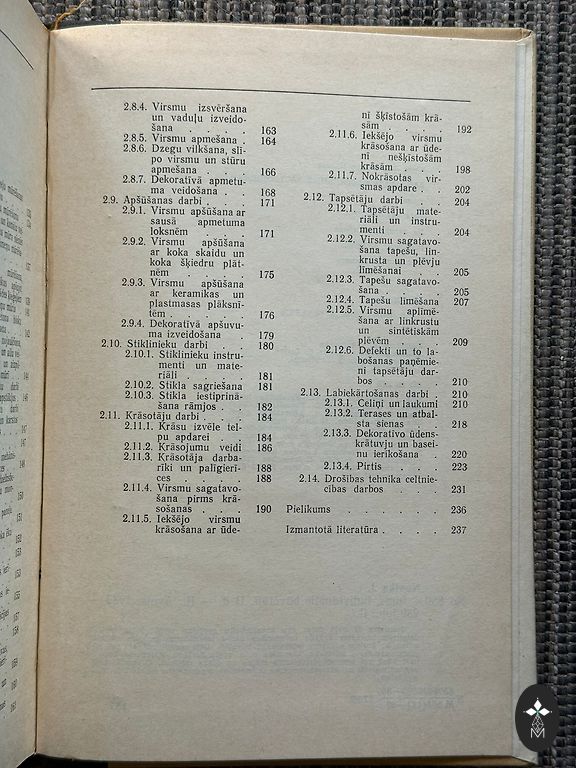 2.8.4. Virsmu izsvēršana
un vaduļu izveido-
šana . . . . 163
2.8.5. Virsmu apmešana . 164
2.8.6. Dzegu vilkšana, slī-
po virsmu un stūru
apmešana . . . 166
2.8.7. Dekoratīvā apmetu-
ma veidošana . . 168
2.9. Apšūšanas darbi . . . 171
2.9.1. Virsmu apšūšana ar
sausā apmetuma
loksnēm . . . 171
2.9.2. Virsmu apšūšana
ar koka skaidu un
koka šķiedru plāt-
nēm . . . . 175
2.9.3. Virsmu apšūšana
ar keramikas un
plastmasas plāksnī-
tēm . . . . 176
2.9.4. Dekoratīvā apšuvu-
ma izveidošana . 179
2.10. Stiklinieku darbi . . . 180
2.10.1. Stiklinieku instru-
menti un mate-
riāli . . . . 181
2.10.2. Stikla sagriešana 181
2.10.3. Stikla iestiprinā-
šana rāmjos . . 182
2.11. Krāsotāju darbi . . . 184
2.11.1. Krāsu izvēle tel-
pu apdarei . . 184
2.11.2. Krāsojumu veidi 186
2.11.3. Krāsotāja darba-
rīki un palīgierī- 188
ces . . . . 188
2.11.4. Virsmu sagatavo-
šana pirms krā-
sošanas . . . 190
2.11.5. Iekšējo virsmu
krāsošana ar ūde-
nī šķīstošām krā-
sām . . . . 192
2.11.6. Iekšējo virsmu
krāsošana ar ūde-
nī nešķīstošām
krāsām . . . 198
2.11.7. Nokrāsotas vir-
smas apdare . . 202
2.12. Tapsētāju darbi . . . 204
2.12.1. Tapsētāju mate-
riāli un instru-
menti . . . . 204
2.12.2. Virsmu sagatavo-
šana tapešu, lin-
krusta un plēvju
līmēšanai . . . 205
2.12.3. Tapešu sagatavo-
šana . . . . 205
2.12.4. Tapešu līmēšana 207
2.12.5. Virsmu aplīmē-
šana ar linkrustu
un sintētiskām
plēvēm . . . 209
2.12.6. Defekti un to la-
bošanas paņēmie-
ni tapsētāju dar-
bos . . . . 210
2.13. Labiekārtošanas darbi . 210
2.13.1. Celiņi un laukumi 210
2.13.2. Terases un atbal-
sta sienas . . 218
2.13.3. Dekoratīvo ūdens-
krātuvju un basei-
nu ierīkošana . . 220
2.13.4. Pirtis . . . 223
2.14. Drošības tehnika celtnie-
cības darbos . . . 231
Pielikums . . . . . 236
Izmantotā literatūra . . . . 237
M